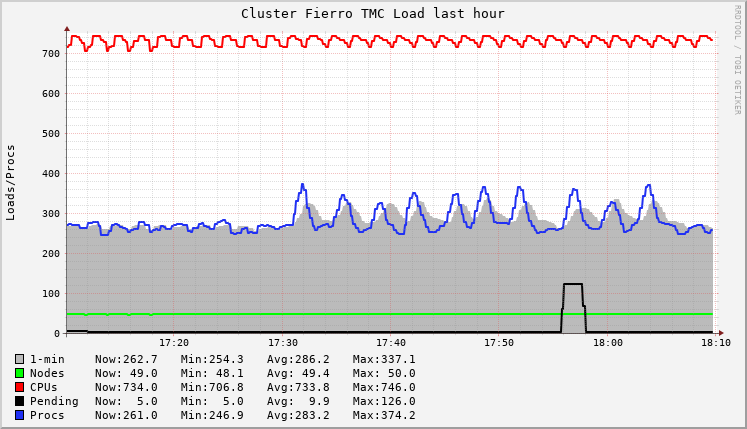 Cluster Fierro TMC Load last hour
RRDTOOL / TOBI OETIKER
Loads/Procs
700
600
500
400
300
200
100
0
17:20 17:30 17:40 17:50 18:00 18:10
1-min Now:262.7 Min:254.3 Avg:286.2 Max:337.1
Nodes Now: 49.0 Min: 48.1 Avg: 49.4 Max: 50.0
CPUs Now:734.0 Min:706.8 Avg:733.8 Max:746.0
Pending Now: 5.0 Min: 5.0 Avg: 9.9 Max:126.0
Procs Now:261.0 Min:246.9 Avg:283.2 Max:374.2